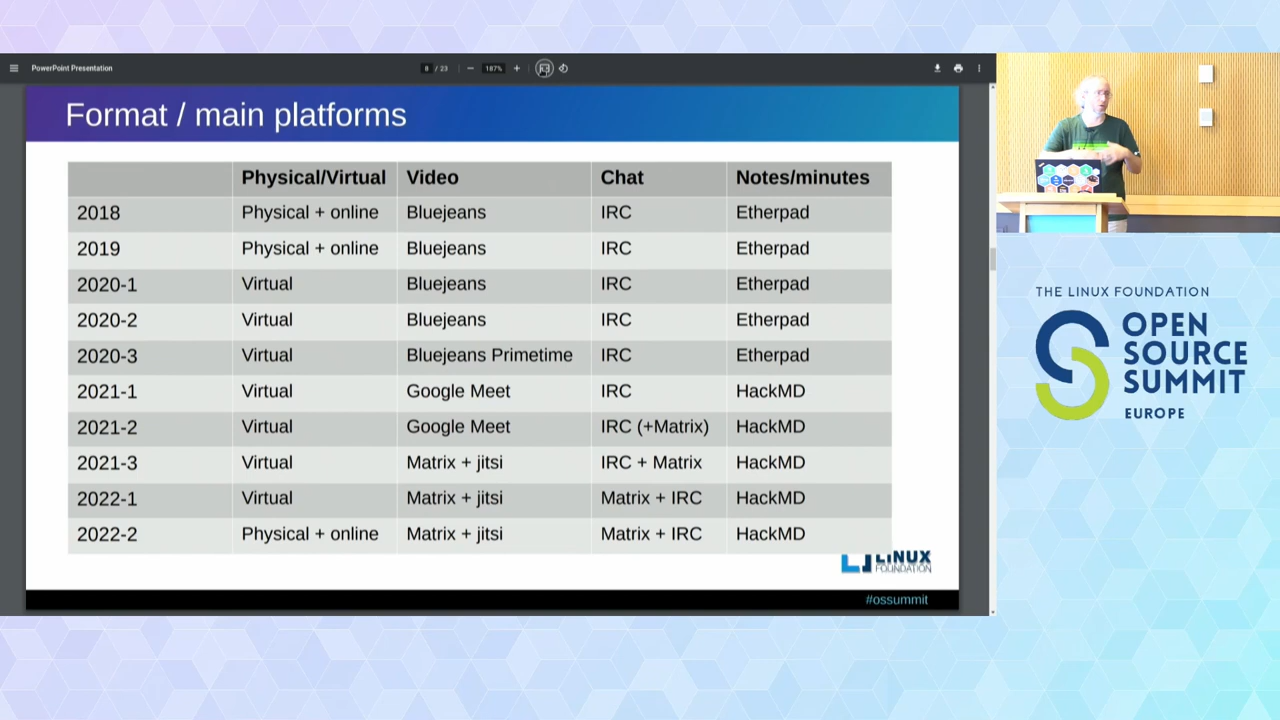 PowerPoint Presentation
8 / 23
187%
Format / main platforms
Physical/Virtual Video Chat Notes/minutes
2018 Physical + online Bluejeans IRC Etherpad
2019 Physical + online Bluejeans IRC Etherpad
2020-1 Virtual Bluejeans IRC Etherpad
2020-2 Virtual Bluejeans IRC Etherpad
2020-3 Virtual Bluejeans Primetime IRC Etherpad
2021-1 Virtual Google Meet IRC HackMD
2021-2 Virtual Google Meet IRC (+Matrix) HackMD
2021-3 Virtual Matrix + jitsi IRC + Matrix HackMD
2022-1 Virtual Matrix + jitsi Matrix + IRC HackMD
2022-2 Physical + online Matrix + jitsi Matrix + IRC HackMD
LINUX
FOUNDATION
#ossummit
THE LINUX FOUNDATION
OPEN
SOURCE
SUMMIT
EUROPE